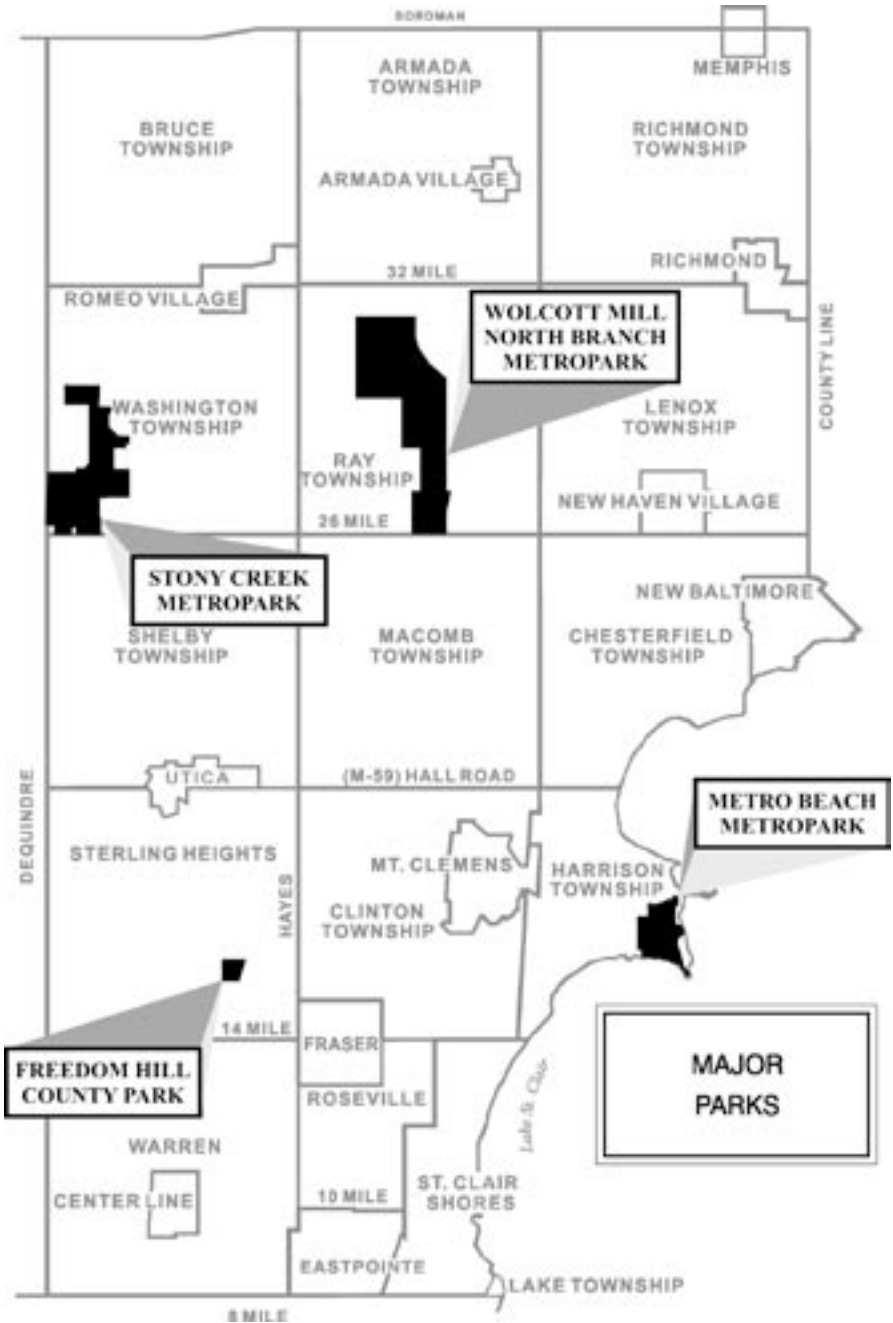 BORDMAN
ARMADA
TOWNSHIP
MEMPHIS
BRUCE
TOWNSHIP
RICHMOND
TOWNSHIP
ARMADA VILLAGE
RICHMOND
32 MILE
ROMEO VILLAGE
WOLCOTT MILL
NORTH BRANCH
METROPARK
COUNTY LINE
WASHINGTON
TOWNSHIP
LENOX
TOWNSHIP
RAY
TOWNSHIP
NEW HAVEN VILLAGE
26 MILE
STONY CREEK
METROPARK
NEW BALTIMORE
SHELBY
TOWNSHIP
MACOMB
TOWNSHIP
CHESTERFIELD
TOWNSHIP
UTICA
(M-59) HALL ROAD
DEQUINDRE
METRO BEACH
METROPARK
STERLING HEIGHTS
HAYES
MT. CLEMENS
HARRISON
TOWNSHIP
CLINTON
TOWNSHIP
14 MILE
FRASER
FREEDOM HILL
COUNTY PARK
MAJOR
PARKS
ROSEVILLE
Lake St. Clair
WARREN
CENTER LINE
10 MILE
ST. CLAIR
SHORES
EASTPOINTE
LAKE TOWNSHIP
8 MILE